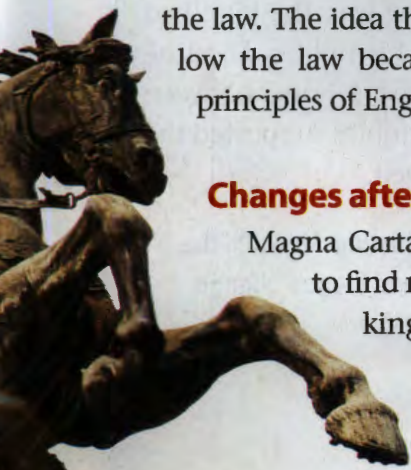 the law. The idea th
low the law beca
principles of Eng
Changes afte
Magna Carta
to find
king